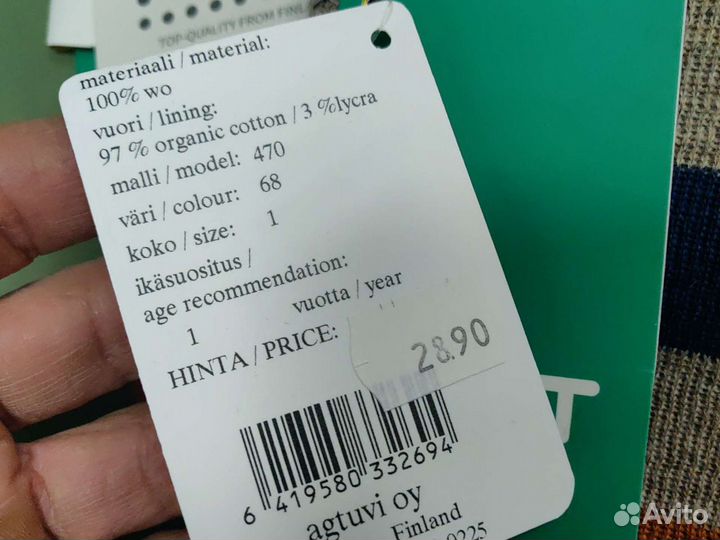 TOP-QUALITY FROM FINL
materiaali / material:
100% wo
vuori / lining:
97 % organic cotton / 3 %lycra
malli / model: 470
väri / colour: 68
koko / size: 1
ikäsuositus /
age recommendation:
1 vuotta / year
HINTA / PRICE: 28.90
6 419580 332694
agtuvi oy
Finland
0225
Avito